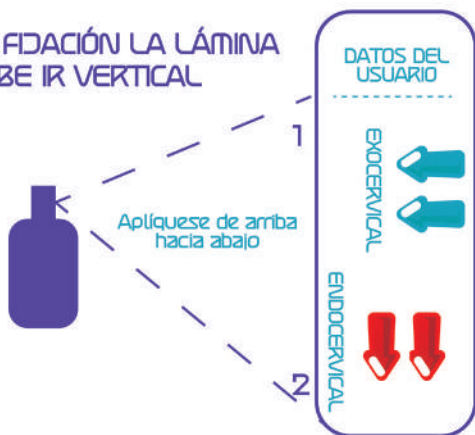 FIJACIÓN LA LÁMINA
BE IR VERTICAL
DATOS DEL
USUARIO
1
EXOCERVICAL
Aplíquese de arriba
hacia abajo
ENDOCERVICAL
2